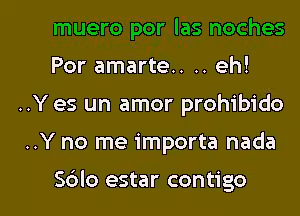 muero por las noches
Por amarte.. .. eh!
..Y es un amor prohibido
..Y no me importa nada
Sólo estar contigo